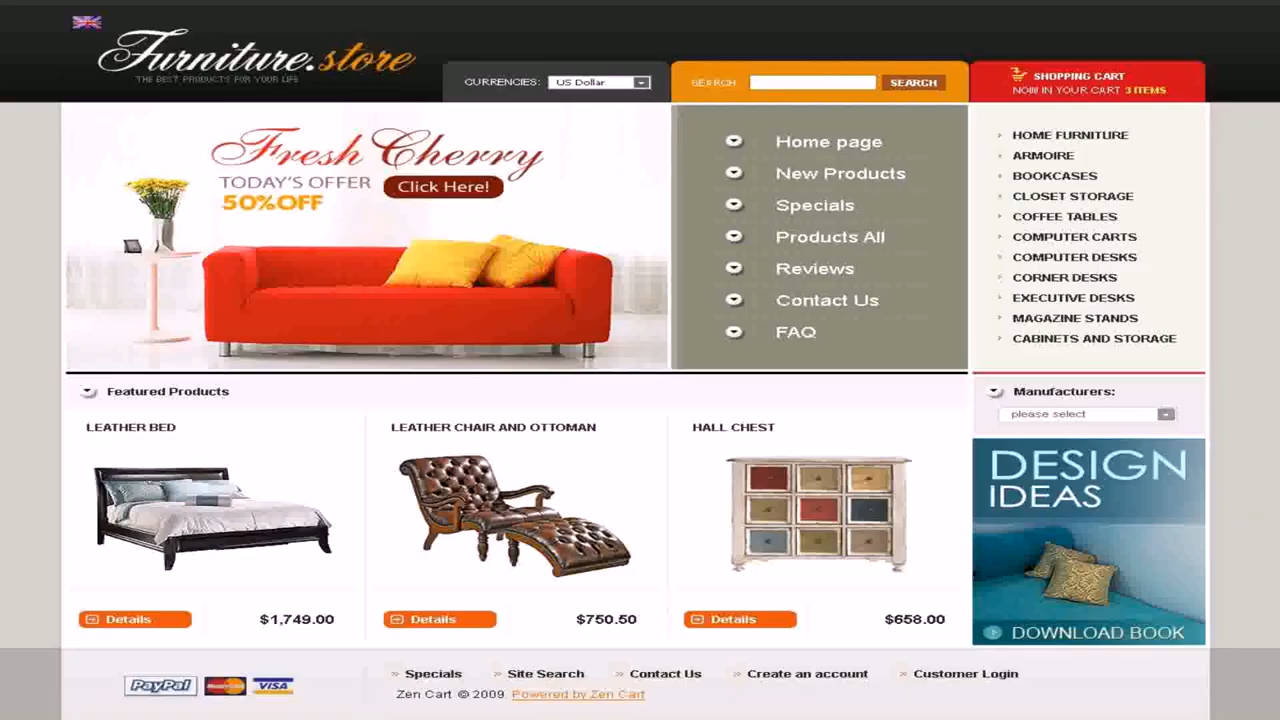 Furniture.store
THE BEST PRODUCTS FOR YOUR LIFE
CURRENCIES: US Dollar
SEARCH SEARCH
SHOPPING CART
NOW IN YOUR CART 3 ITEMS
Fresh Cherry
TODAY'S OFFER
50%OFF
Click Here!
Home page
New Products
Specials
Products All
Reviews
Contact Us
FAQ
HOME FURNITURE
ARMOIRE
BOOKCASES
CLOSET STORAGE
COFFEE TABLES
COMPUTER CARTS
COMPUTER DESKS
CORNER DESKS
EXECUTIVE DESKS
MAGAZINE STANDS
CABINETS AND STORAGE
Featured Products
Manufacturers:
please select
LEATHER BED
LEATHER CHAIR AND OTTOMAN
HALL CHEST
Details $1,749.00
Details $750.50
Details $658.00
DESIGN
IDEAS
DOWNLOAD BOOK
PayPal MasterCard VISA
Specials Site Search Contact Us Create an account Customer Login
Zen Cart © 2009 Powered by Zen Cart